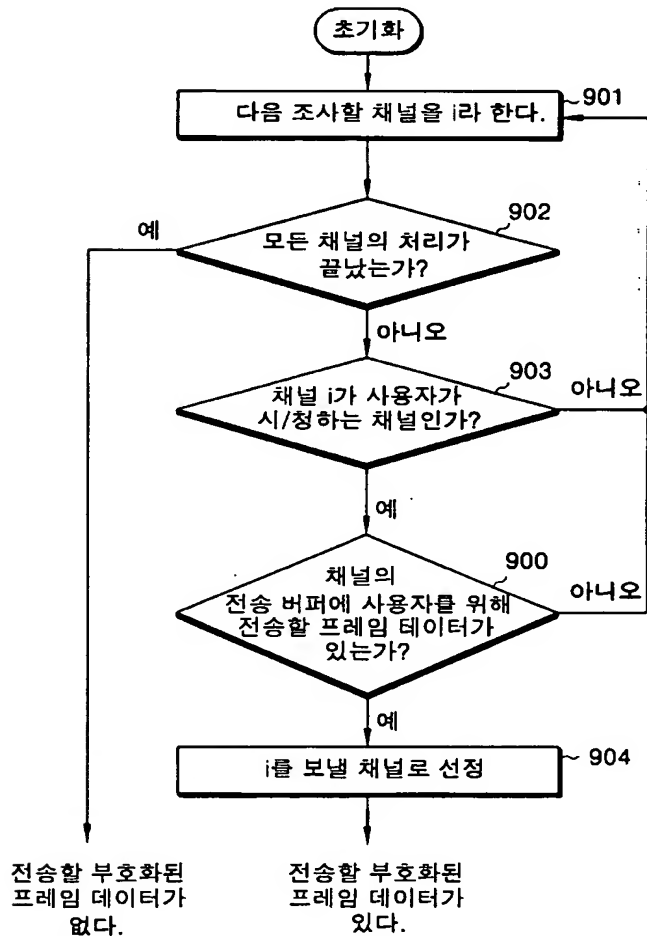 초기화
901
다음 조사할 채널을 i라 한다.
902
예
모든 채널의 처리가
끝났는가?
아니오
903
채널 i가 사용자가
시/청하는 채널인가?
아니오
예
900
채널의
전송 버퍼에 사용자를 위해
전송할 프레임 테이터가
있는가?
아니오
예
i를 보낼 채널로 선정
904
전송할 부호화된
프레임 데이터가
없다.
전송할 부호화된
프레임 데이터가
있다.